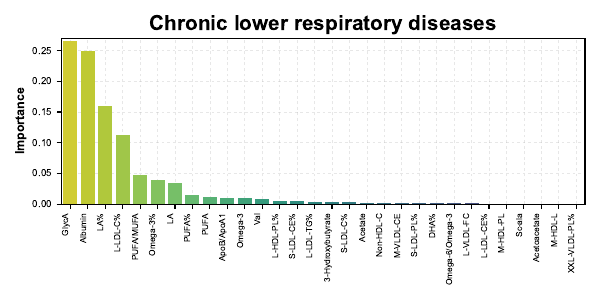 Chronic lower respiratory diseases
Importance
0.25
0.20
0.15
0.10
0.05
0.00
GlycA
Albumin
LA%
L-LDL-C%
PUFA/MUFA
Omega-3%
LA
PUFA%
PUFA
ApoB/ApoA1
Omega-3
Val
L-HDL-PL%
S-LDL-CE%
L-LDL-TG%
3-Hydroxybutyrate
S-LDL-C%
Acetate
Non-HDL-C
M-VLDL-CE
S-LDL-PL%
DHA%
Omega-6/Omega-3
L-VLDL-FC
L-LDL-CE%
M-HDL-PL
Acetoacetate
M-HDL-L
XXL-VLDL-PL%